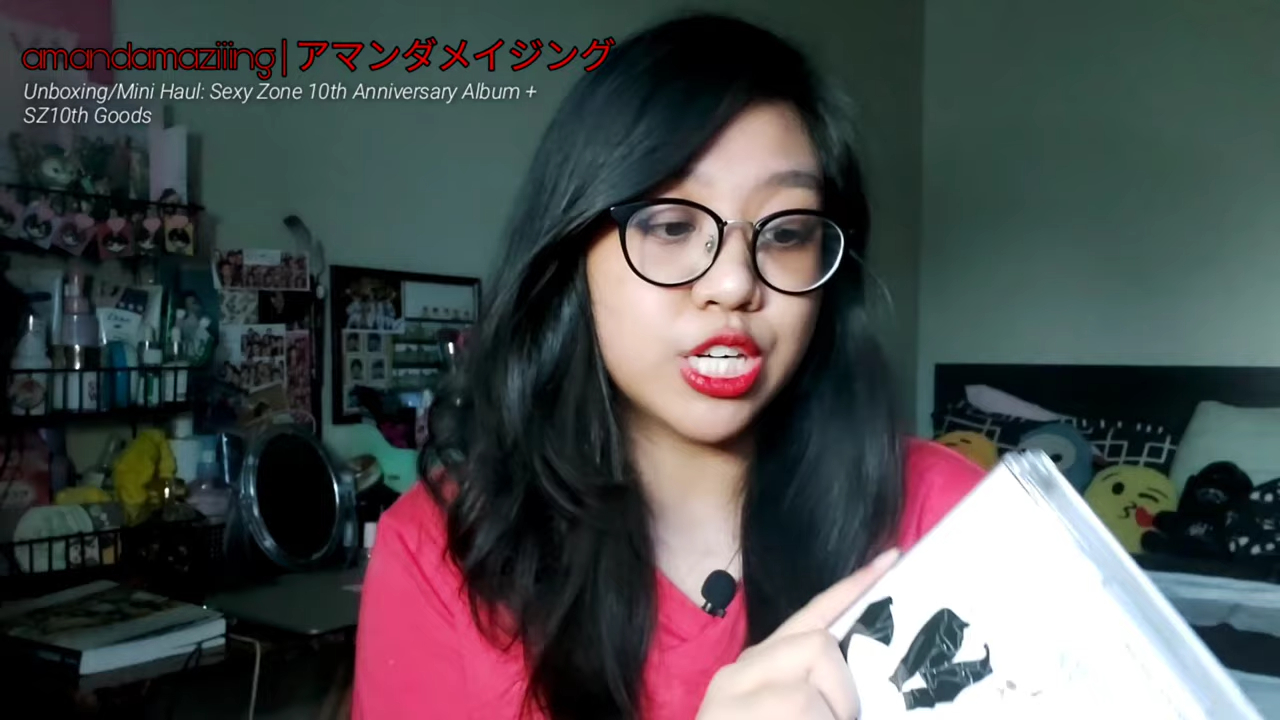 amandamaziiing | アマンダメイジング
Unboxing/Mini Haul: Sexy Zone 10th Anniversary Album +
SZ10th Goods